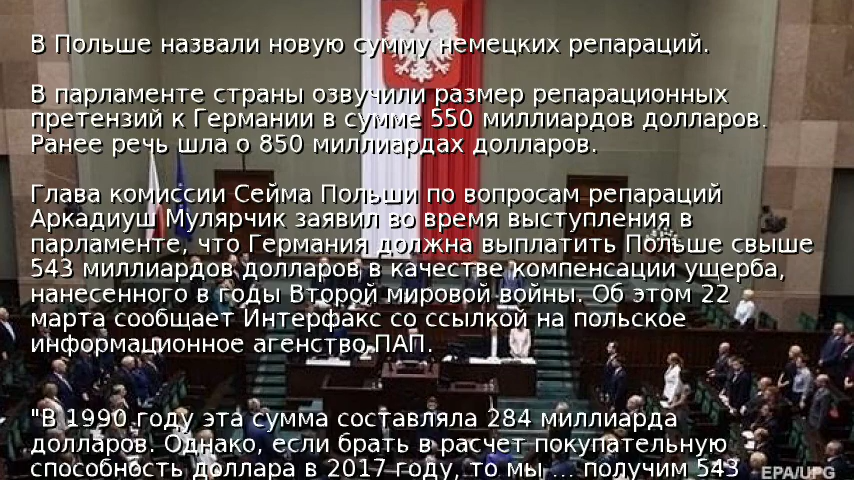 В Польше назвали новую сумму немецких репараций.
В парламенте страны озвучили размер репарационных
претензий к Германии в сумме 550 миллиардов долларов.
Ранее речь шла о 850 миллиардах долларов.
Глава комиссии Сейма Польши по вопросам репараций
Аркадиуш Мулярчик заявил во время выступления в
парламенте, что Германия должна выплатить Польше свыше
543 миллиардов долларов в качестве компенсации ущерба,
нанесенного в годы Второй мировой войны. Об этом 22
марта сообщает Интерфакс со ссылкой на польское
информационное агенство ПАП.
"В 1990 году эта сумма составляла 284 миллиарда
долларов. Однако, если брать в расчет покупательную
способность доллара в 2017 году, то мы ... получим 543
EPA/UPG